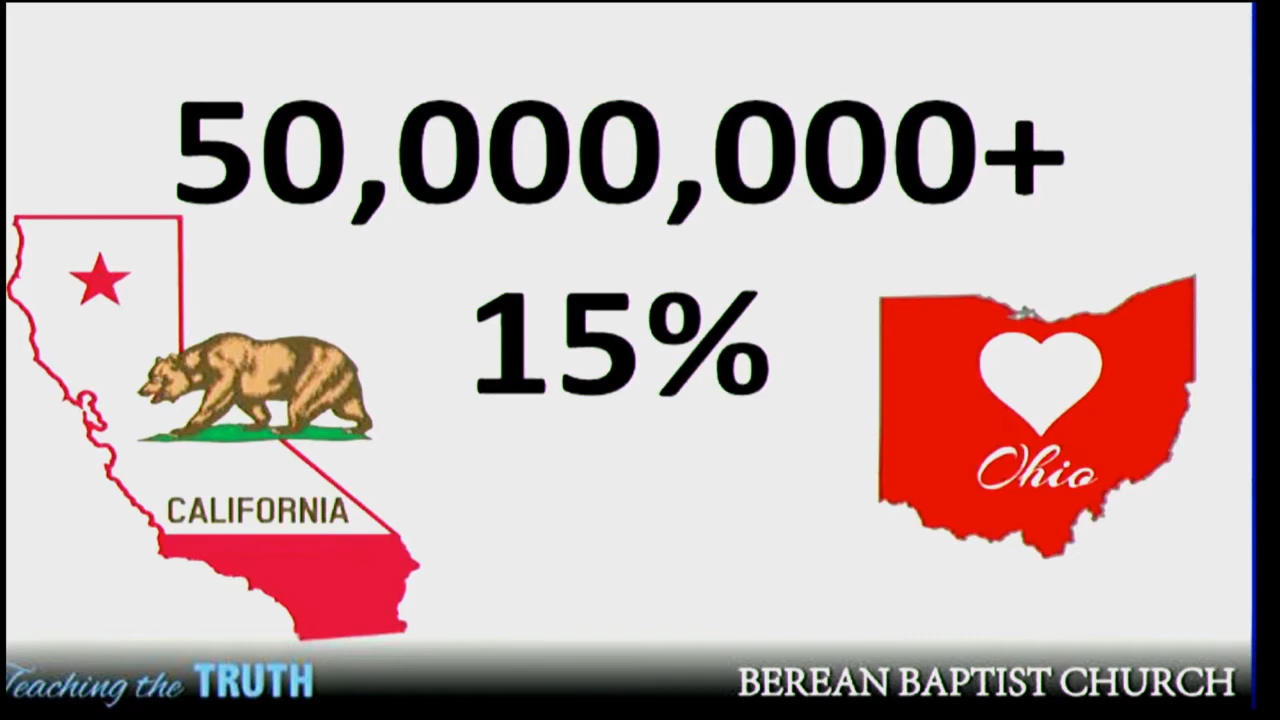 50,000,000+
15%
CALIFORNIA
Ohio
Teaching the TRUTH
BEREAN BAPTIST CHURCH